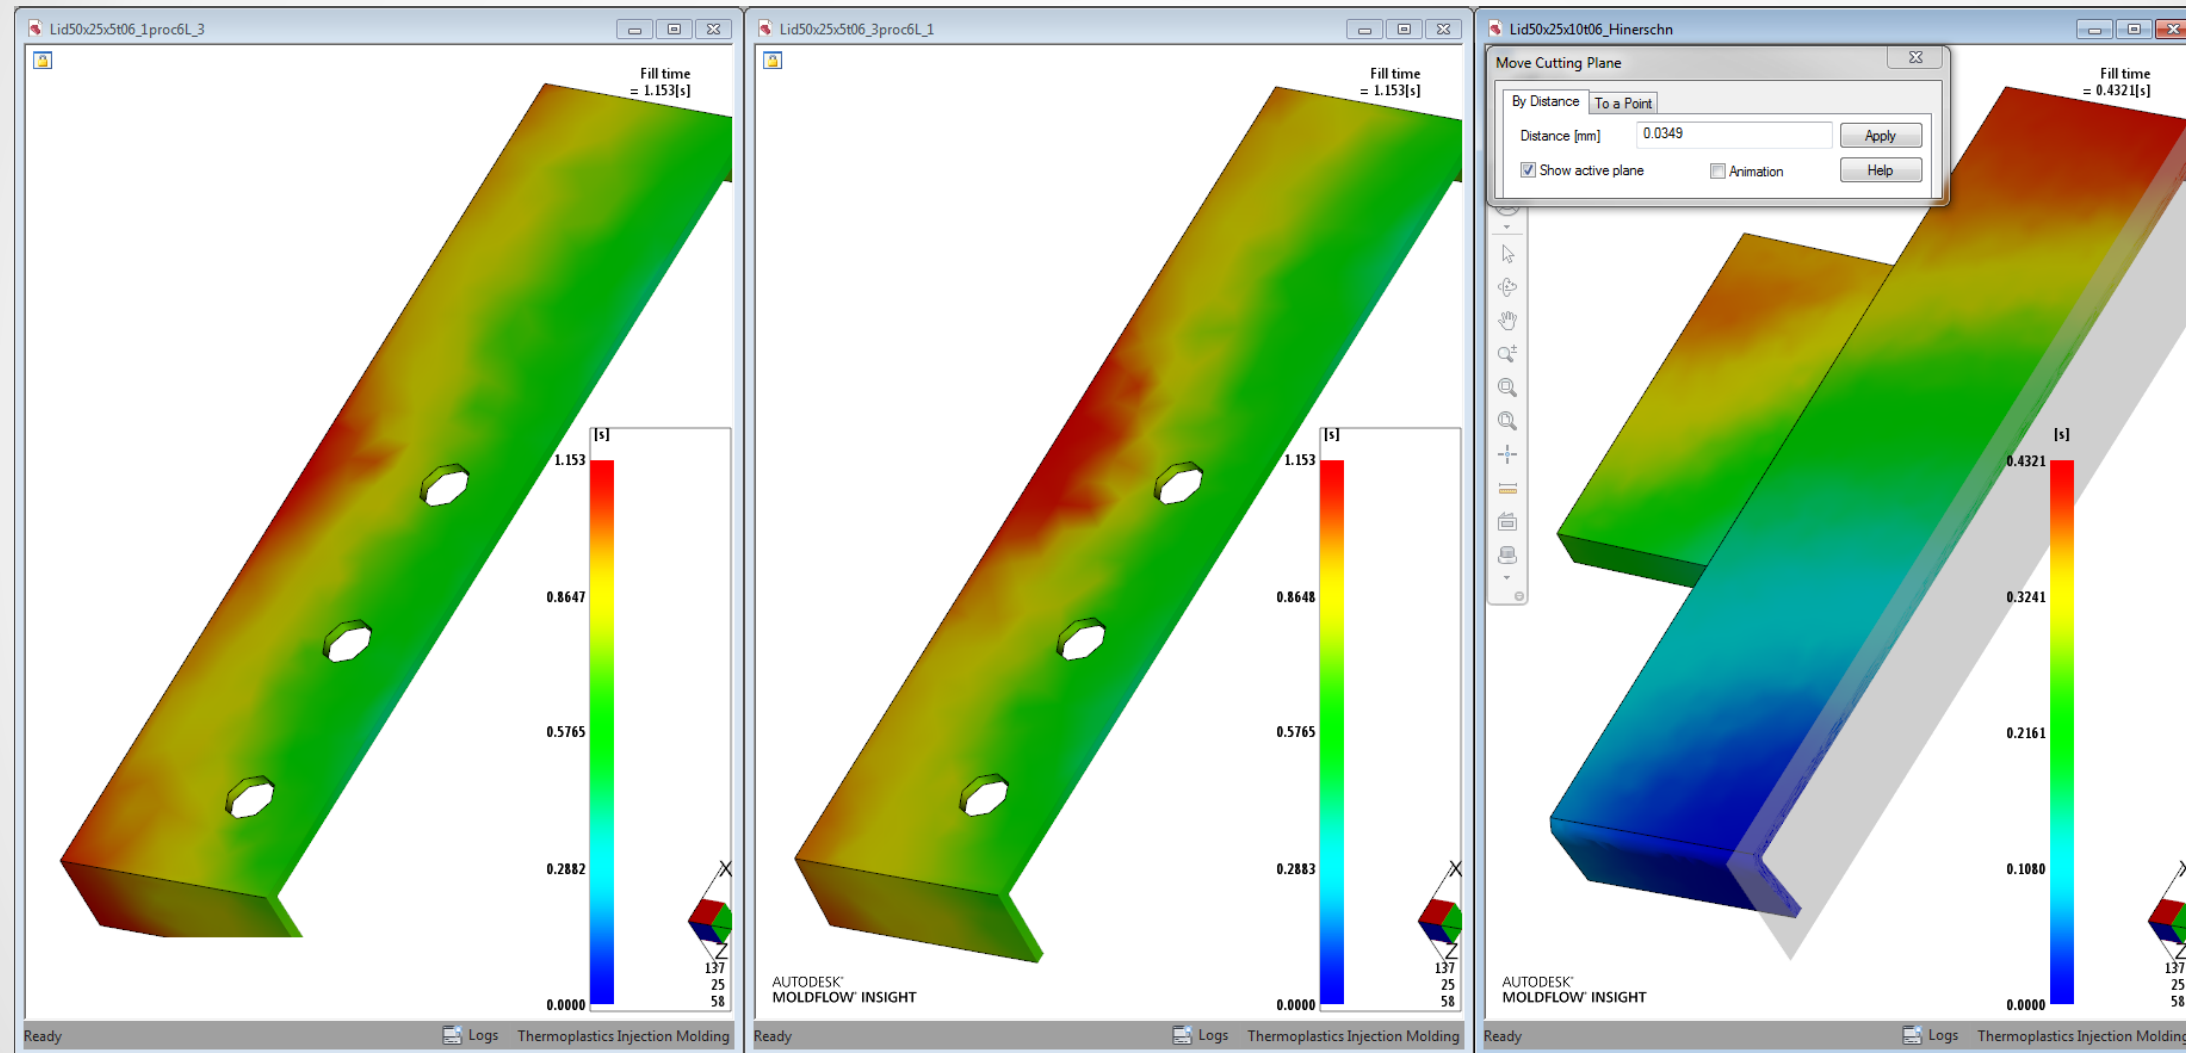 Lid50x25x5t06_1proc6L_3
Fill time
= 1.153[s]
[s]
1.153
0.8647
0.5765
0.2882
0.0000
X
Z
137
25
58
Ready
Logs
Thermoplastics Injection Molding
Lid50x25x5t06_3proc6L_1
Fill time
= 1.153[s]
[s]
1.153
0.8648
0.5765
0.2883
0.0000
X
Z
137
25
58
AUTODESK®
MOLDFLOW® INSIGHT
Ready
Logs
Thermoplastics Injection Molding
Lid50x25x10t06_Hinerschn
Move Cutting Plane
By Distance
To a Point
Distance [mm]
0.0349
Apply
Show active plane
Animation
Help
Fill time
= 0.4321[s]
[s]
0.4321
0.3241
0.2161
0.1080
0.0000
137
25
58
AUTODESK®
MOLDFLOW® INSIGHT
Ready
Logs
Thermoplastics Injection Molding